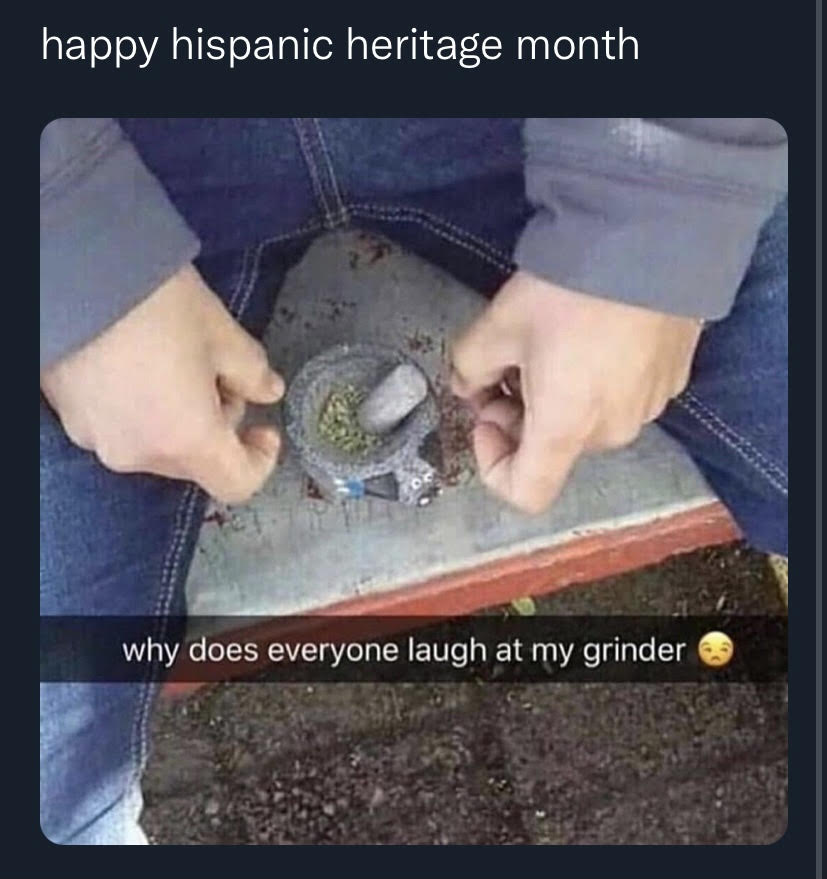 happy hispanic heritage month
why does everyone laugh at my grinder 😒